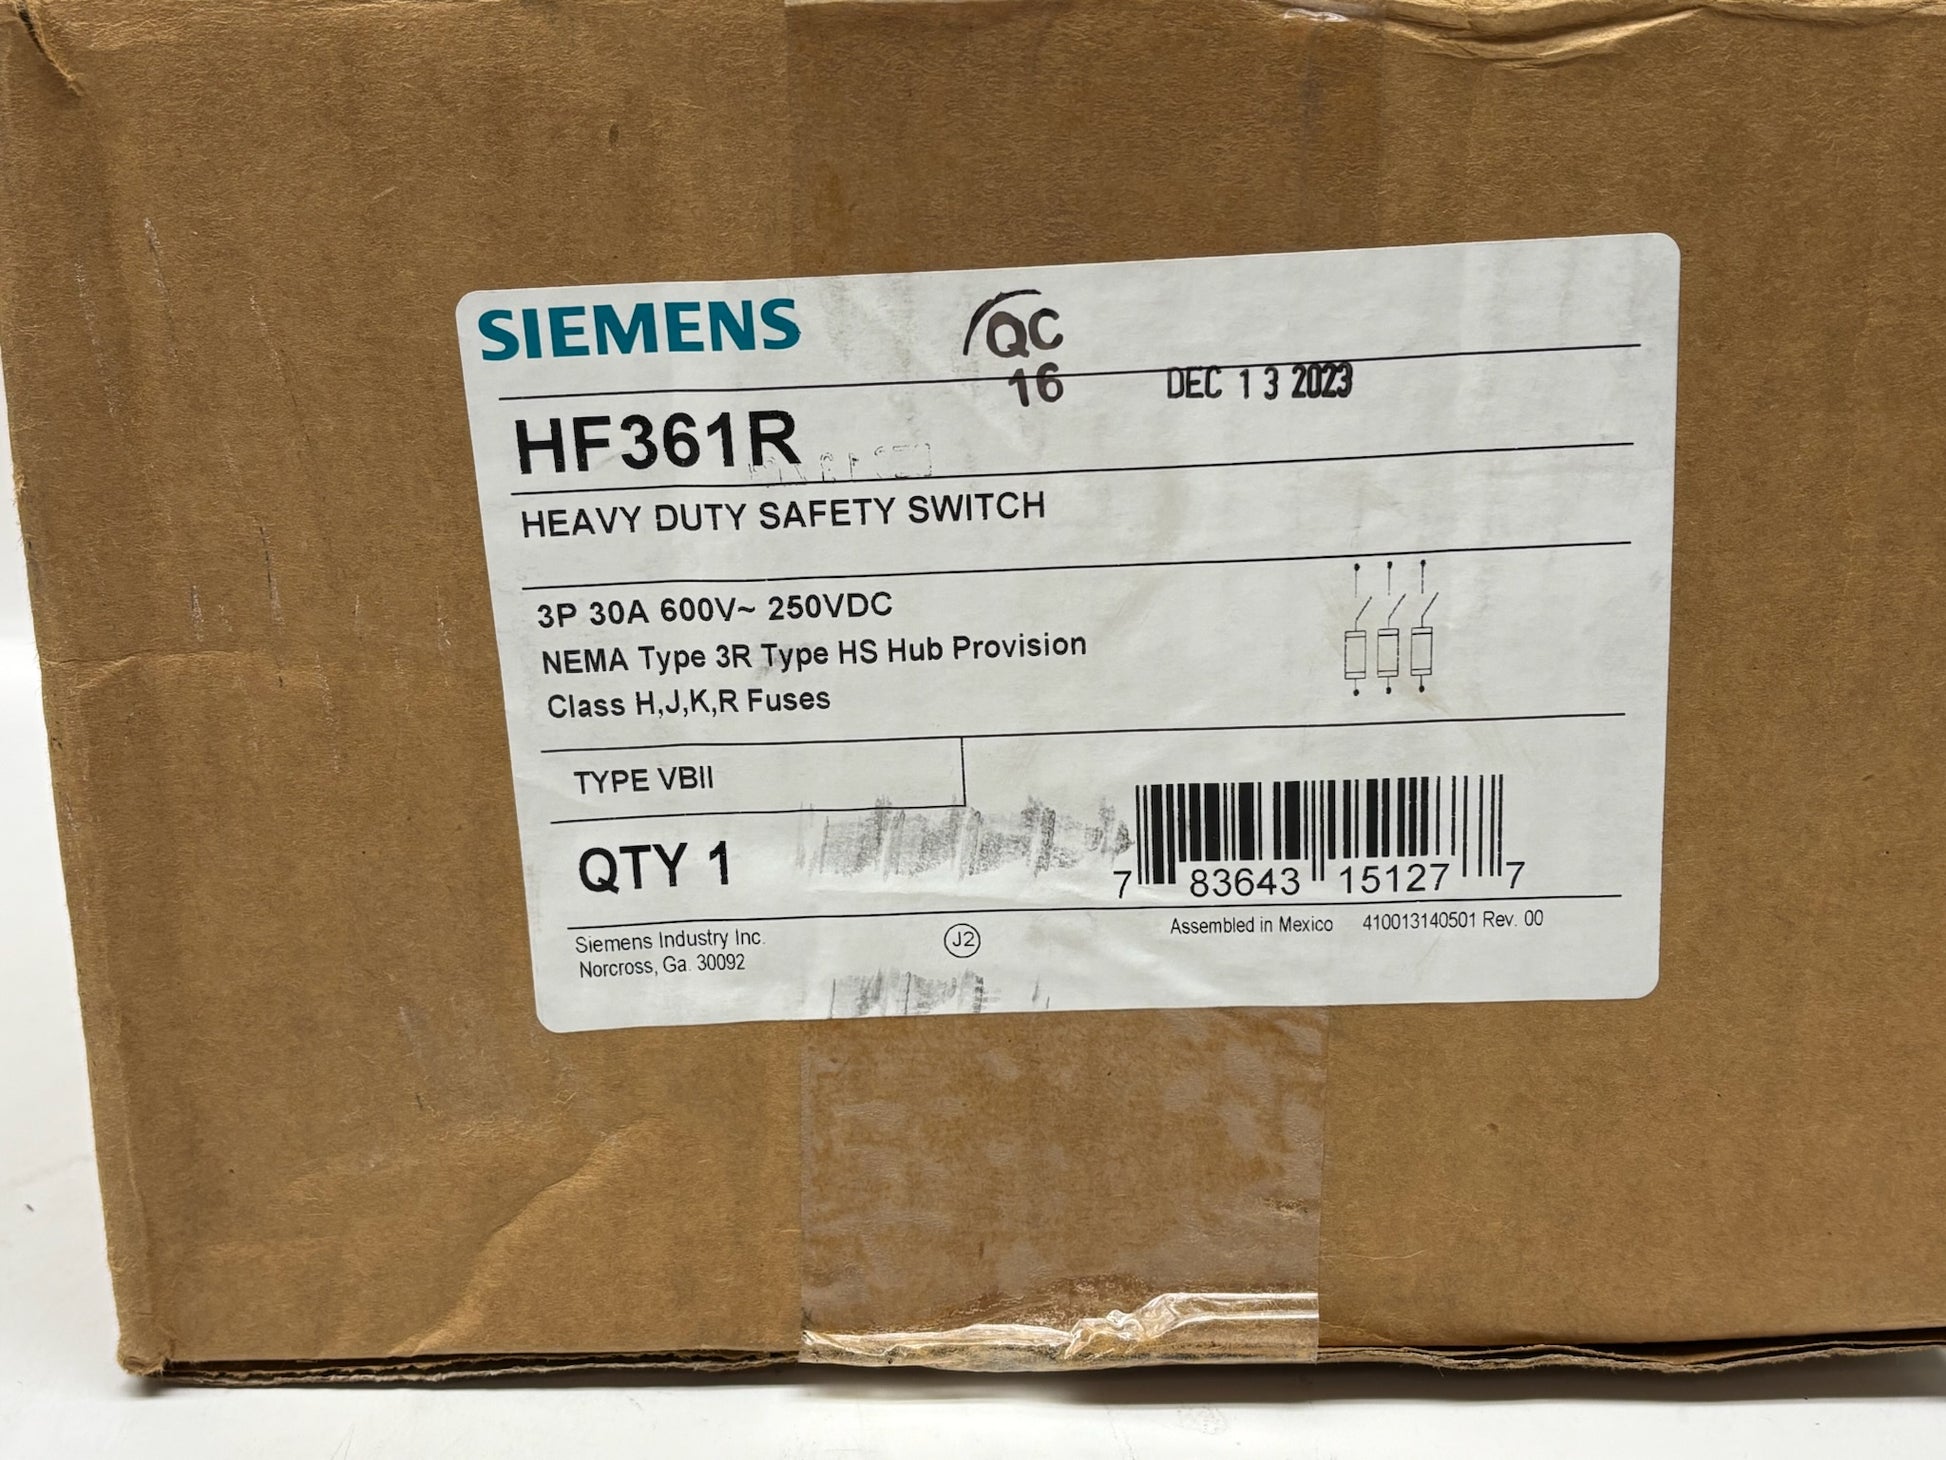 SIEMENS
QC
16
DEC 13 2023
HF361R
HEAVY DUTY SAFETY SWITCH
3P 30A 600V~ 250VDC
NEMA Type 3R Type HS Hub Provision
Class H,J,K,R Fuses
TYPE VBII
QTY 1
7 83643 15127 7
Assembled in Mexico 410013140501 Rev. 00
Siemens Industry Inc.
Norcross, Ga. 30092
J2